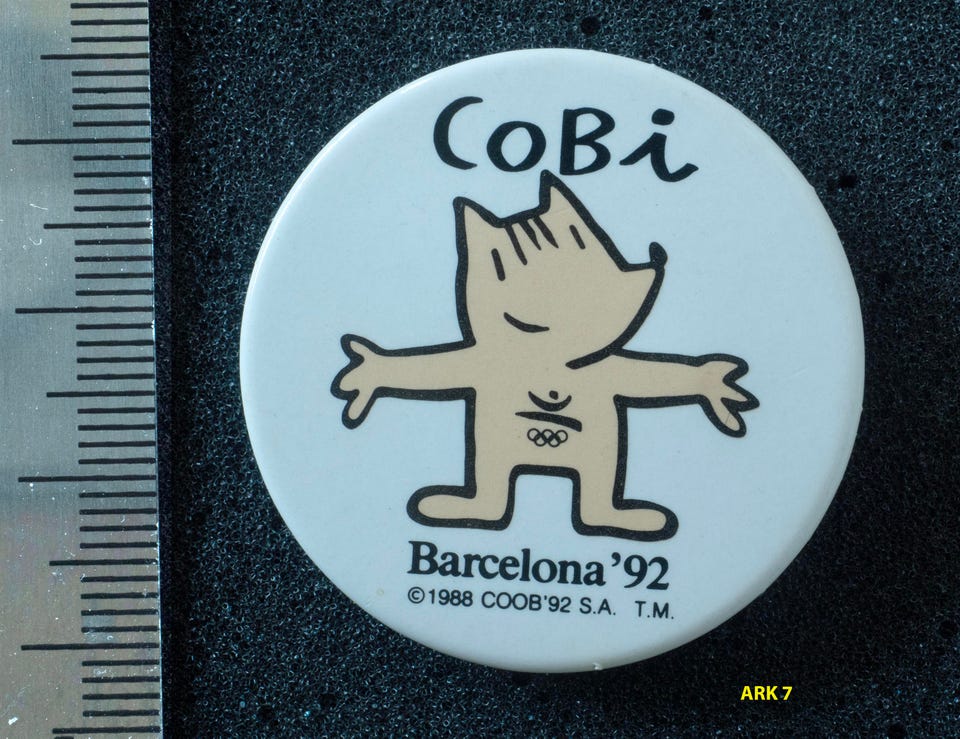 COBi
Barcelona '92
©1988 COOB'92 S.A. T.M.
ARK 7